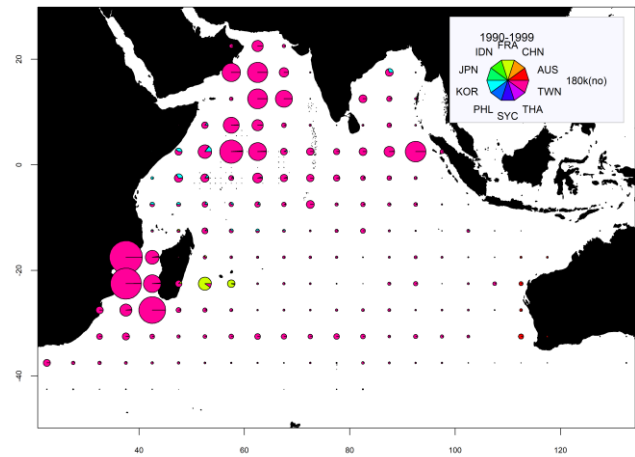 1990-1999
FRA
IDN CHN
JPN AUS
180k(no)
KOR TWN
PHL THA
SYC
0
-20
-40
20
40 60 80 100 120